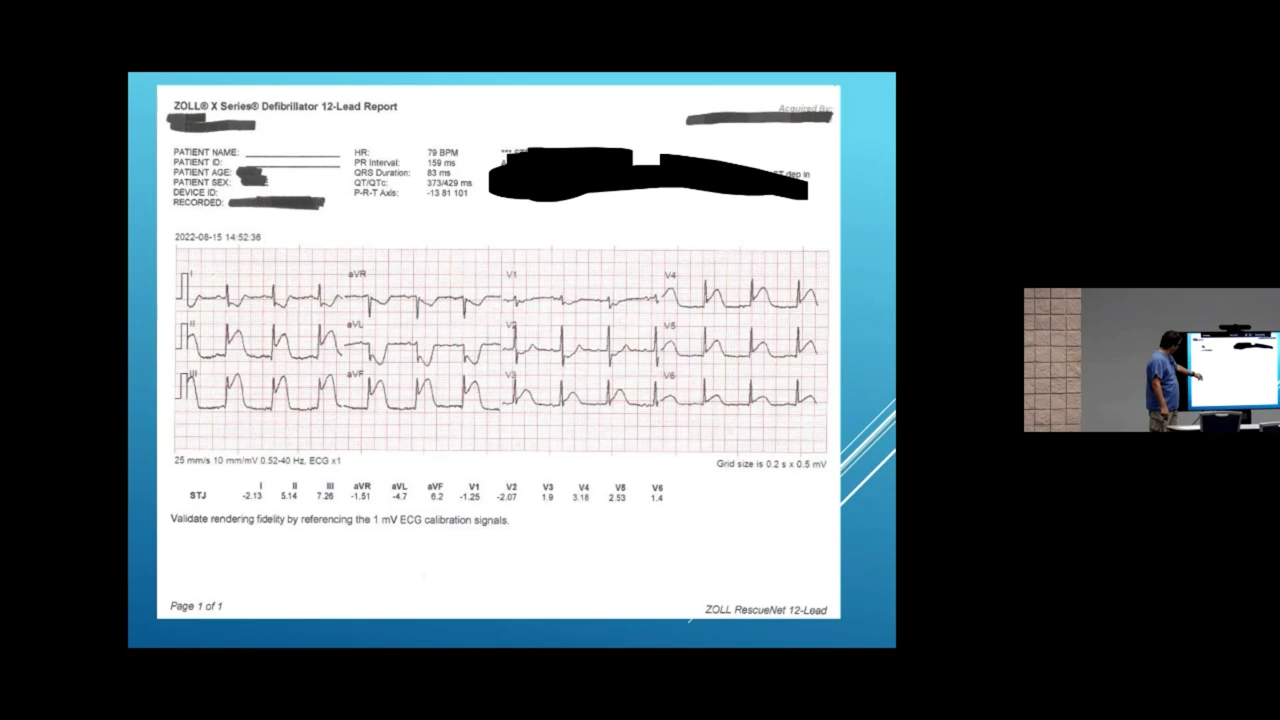 ZOLL® X Series® Defibrillator 12-Lead Report
Acquired By:
PATIENT NAME:
PATIENT ID:
PATIENT AGE:
PATIENT SEX:
DEVICE ID:
RECORDED:
HR: 79 BPM
PR Interval: 159 ms
QRS Duration: 83 ms
QT/QTc: 373/429 ms
P-R-T Axis: -13 81 101
dep in
2022-08-15 14:52:36
I aVR V1 V4
II aVL V2 V5
III aVF V3 V6
25 mm/s 10 mm/mV 0.52-40 Hz, ECG x1
Grid size is 0.2 s x 0.5 mV
I II III aVR aVL aVF V1 V2 V3 V4 V5 V6
STJ -2.13 5.14 7.26 -1.51 -4.7 6.2 -1.25 -2.07 1.9 3.18 2.53 1.4
Validate rendering fidelity by referencing the 1 mV ECG calibration signals.
Page 1 of 1
ZOLL RescueNet 12-Lead